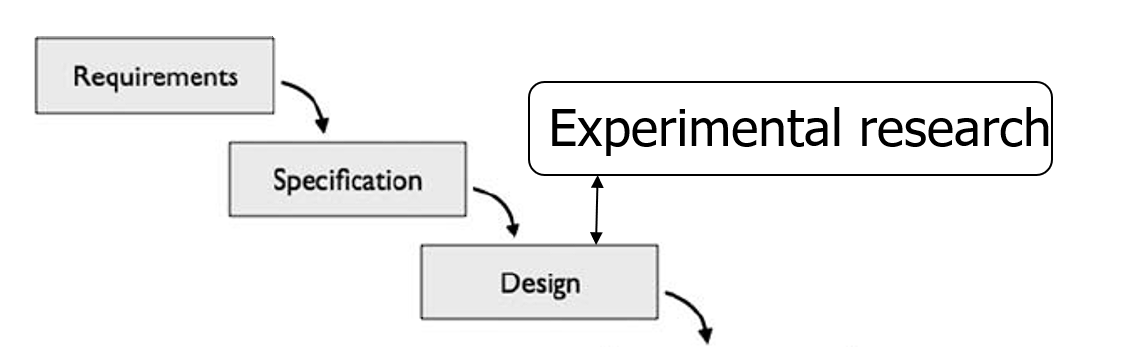 Requirements
Experimental research
Specification
Design